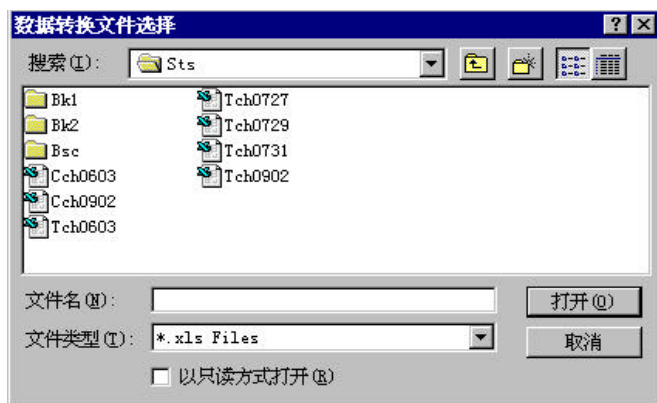 数据转换文件选择
搜索(I): Sts
Bk1 Tch0727
Bk2 Tch0729
Bsc Tch0731
Cch0603 Tch0902
Cch0902
Tch0603
文件名(N): 打开(O)
文件类型(T): *.xls Files 取消
以只读方式打开(R)